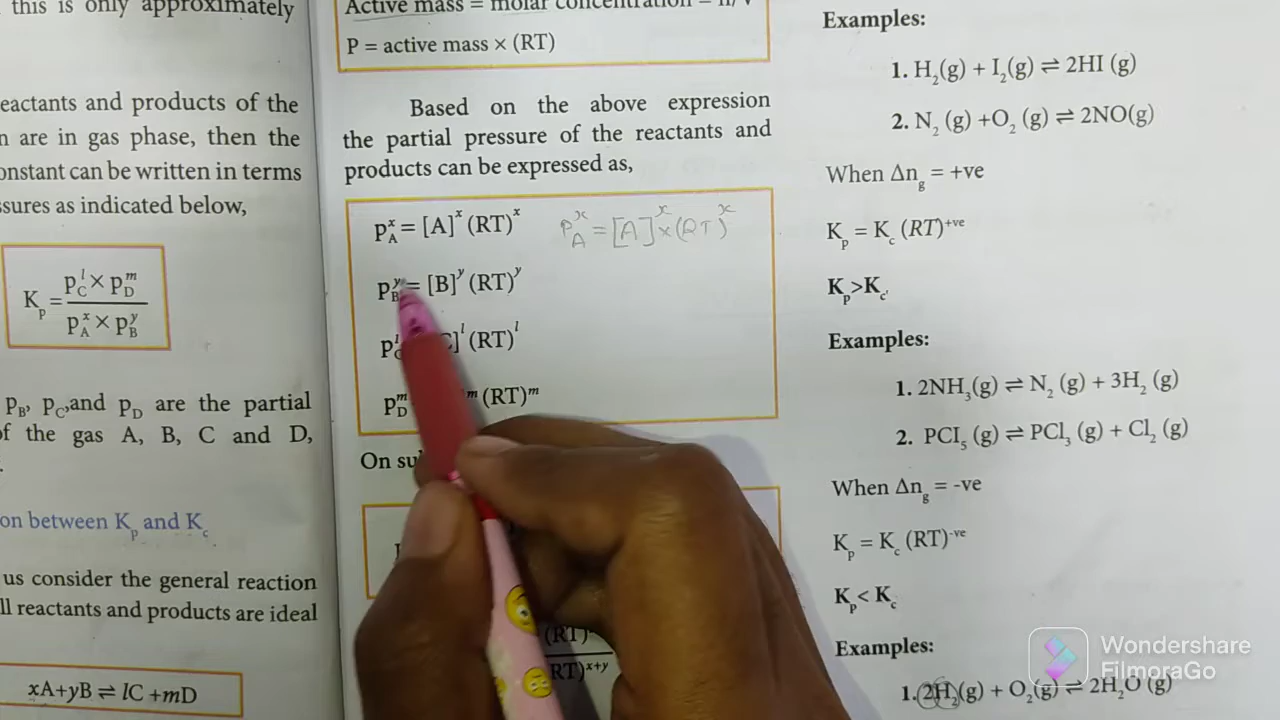 this is only approximately
eactants and products of the
n are in gas phase, then the
onstant can be written in terms
ssures as indicated below,
K_p = p_C^l × p_D^m / p_A^x × p_B^y
p_B, p_C, and p_D are the partial
of the gas A, B, C and D,
on between K_p and K_c
us consider the general reaction
ll reactants and products are ideal
xA+yB ⇌ lC +mD
Active mass = molar concentration = n/V
P = active mass × (RT)
Based on the above expression
the partial pressure of the reactants and
products can be expressed as,
p_A^x = [A]^x (RT)^x
P_A^x = [A]^x × (RT)^x
p_B^y = [B]^y (RT)^y
p_C^l ]^l (RT)^l
p_D^m ^m (RT)^m
On su
(RT)
RT)^x+y
Examples:
1. H₂(g) + I₂(g) ⇌ 2HI (g)
2. N₂ (g) +O₂ (g) ⇌ 2NO(g)
When Δn_g = +ve
K_p = K_c (RT)^+ve
K_p>K_c
Examples:
1. 2NH₃(g) ⇌ N₂ (g) + 3H₂ (g)
2. PCI₅ (g) ⇌ PCl₃ (g) + Cl₂ (g)
When Δn_g = -ve
K_p = K_c (RT)^-ve
K_p< K_c
Examples:
1. 2H₂(g) + O₂(g) ⇌ 2H₂O (g)
Wondershare
FilmoraGo